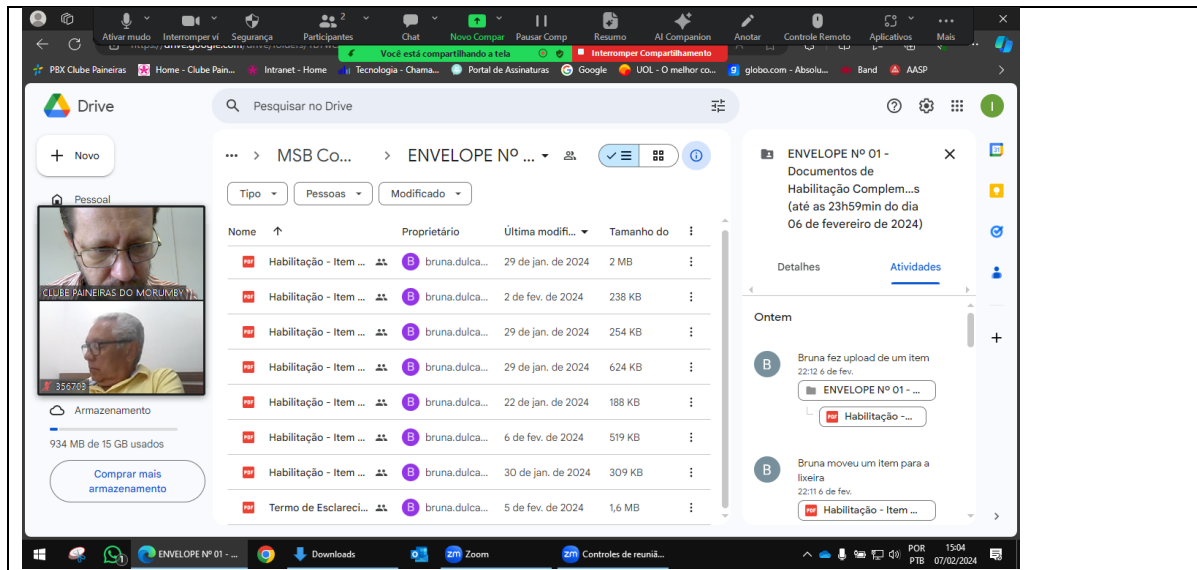 2
Ativar mudo Interromper ví Segurança Participantes Chat Novo Compar Pausar Comp Resumo AI Companion Anotar Controle Remoto Aplicativos Mais
Você está compartilhando a tela Interromper Compartilhamento
PBX Clube Paineiras Home - Clube Pain... Intranet - Home Tecnologia - Chama... Portal de Assinaturas Google UOL - O melhor co... globo.com - Absolu... Band AASP
Drive
Pesquisar no Drive
I
Novo
Pessoal
MSB Co... > ENVELOPE Nº ...
Tipo Pessoas Modificado
Nome Proprietário Última modifi... Tamanho do
Habilitação - Item ... B bruna.dulca... 29 de jan. de 2024 2 MB
Habilitação - Item ... B bruna.dulca... 2 de fev. de 2024 238 KB
Habilitação - Item ... B bruna.dulca... 29 de jan. de 2024 254 KB
Habilitação - Item ... B bruna.dulca... 29 de jan. de 2024 624 KB
Habilitação - Item ... B bruna.dulca... 22 de jan. de 2024 188 KB
Habilitação - Item ... B bruna.dulca... 6 de fev. de 2024 519 KB
Habilitação - Item ... B bruna.dulca... 30 de jan. de 2024 309 KB
Termo de Esclareci... B bruna.dulca... 5 de fev. de 2024 1,6 MB
CLUBE PAINEIRAS DO MORUMBY
356703
Armazenamento
934 MB de 15 GB usados
Comprar mais
armazenamento
ENVELOPE Nº 01 -
Documentos de
Habilitação Complem...s
(até as 23h59min do dia
06 de fevereiro de 2024)
Detalhes Atividades
Ontem
B
Bruna fez upload de um item
22:12 6 de fev.
ENVELOPE Nº 01 - ...
Habilitação -...
B
Bruna moveu um item para a
lixeira
22:11 6 de fev.
Habilitação - Item ...
ENVELOPE Nº 01 - ... Downloads Zoom Controles de reuniã...
POR 15:04
PTB 07/02/2024